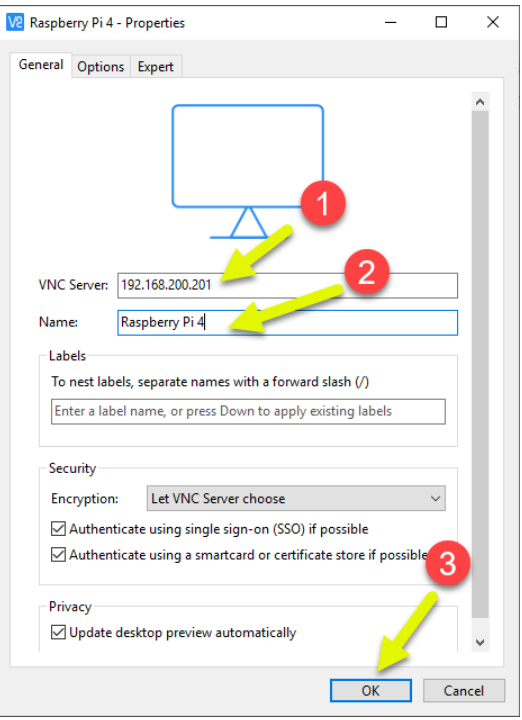 V2 Raspberry Pi 4 - Properties
General Options Expert
1
VNC Server: 192.168.200.201
2
Name: Raspberry Pi 4
Labels
To nest labels, separate names with a forward slash (/)
Enter a label name, or press Down to apply existing labels
Security
Encryption: Let VNC Server choose
Authenticate using single sign-on (SSO) if possible
Authenticate using a smartcard or certificate store if possible
3
Privacy
Update desktop preview automatically
OK Cancel